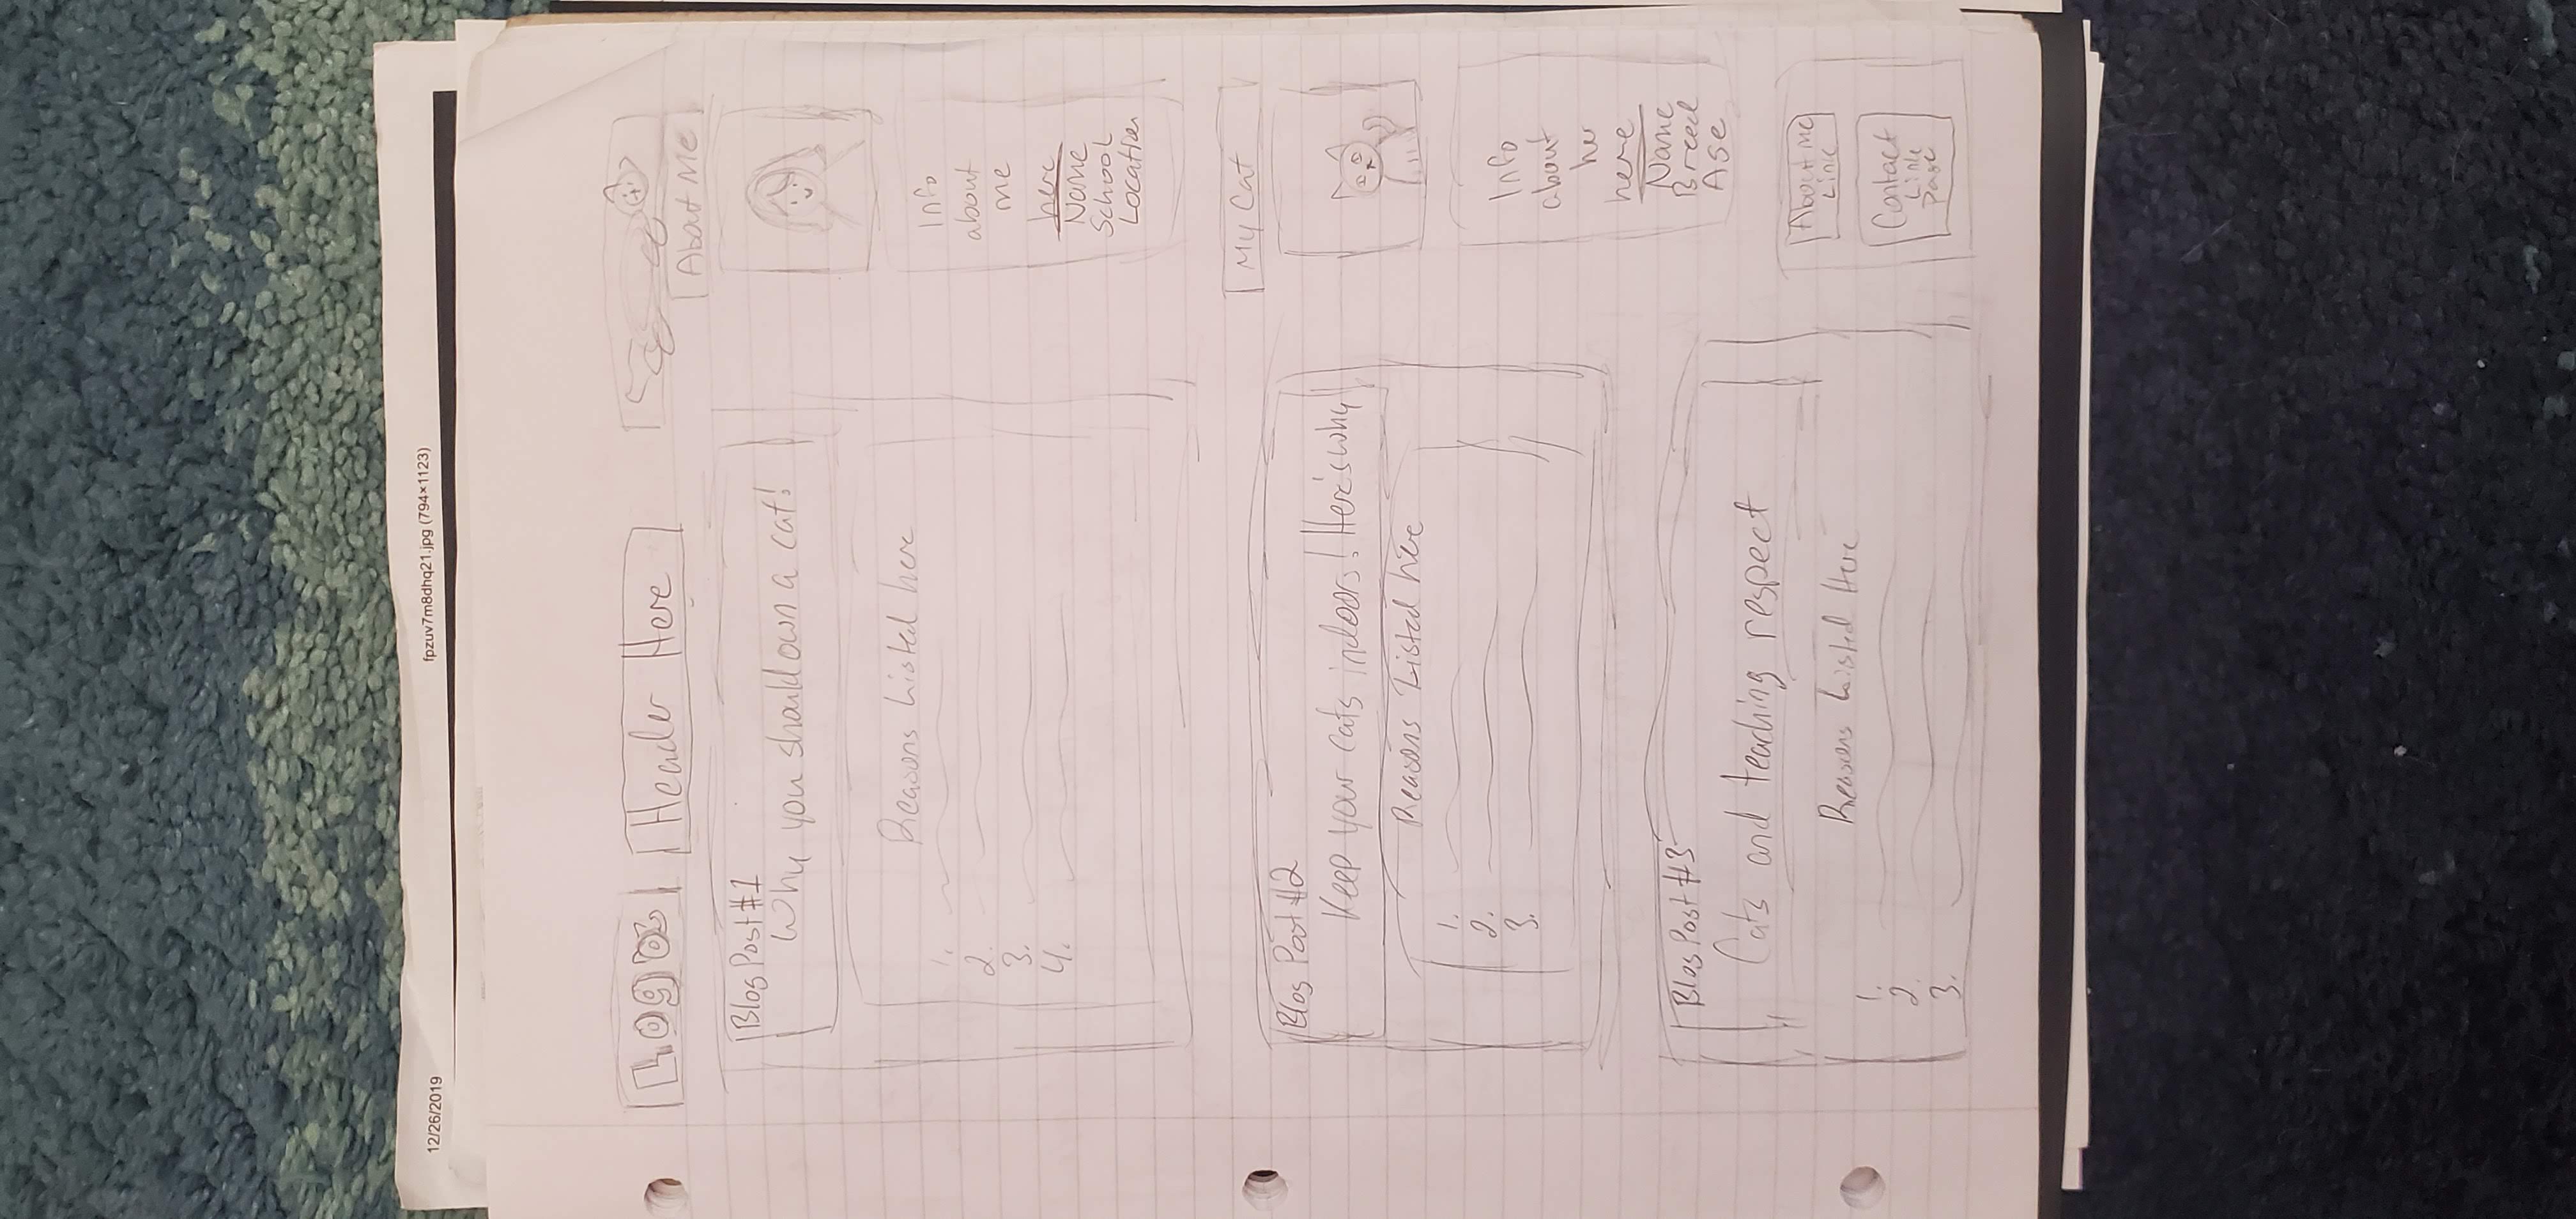 12/26/2019
fpzuv7m8dhq21.jpg (794×1123)
Logo
Header Here
Blog Post #1
Why you should own a cat!
Reasons Listed here
1.
2.
3.
4.
Blog Post #2
Keep your cats indoors! Here's why
Reasons Listed here
1.
2.
3.
Blog Post #3
Cats and teaching respect
Reasons Listed Here
1.
2.
3.
About Me
Info
about
me
here
Name
School
Location
My Cat
Info
about
her
here
Name
Breed
Age
About me
Link
Contact
Link
Page